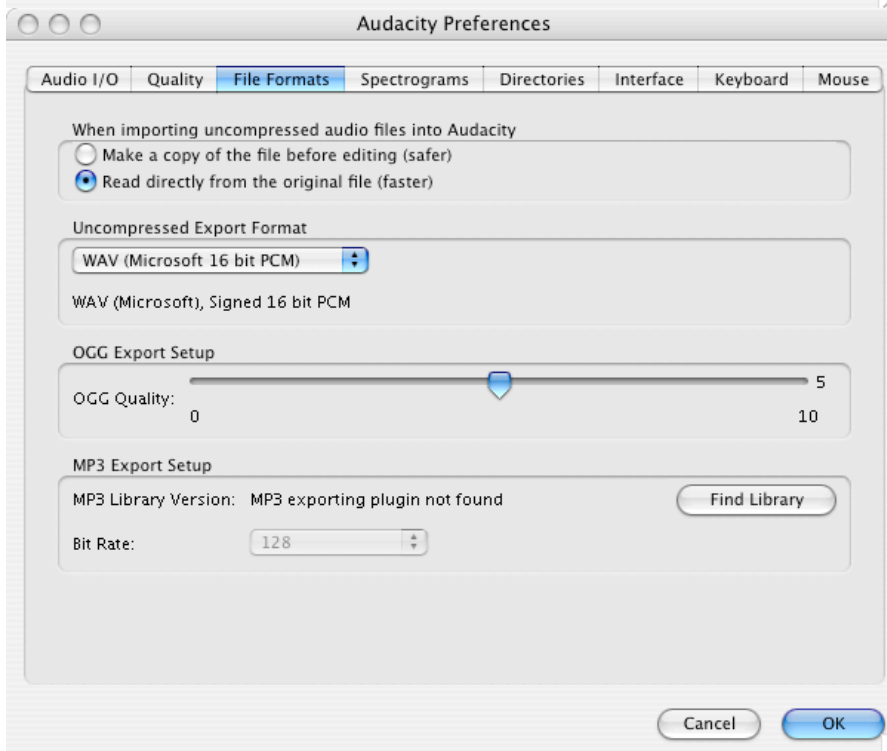 Audacity Preferences
Audio I/O Quality File Formats Spectrograms Directories Interface Keyboard Mouse
When importing uncompressed audio files into Audacity
Make a copy of the file before editing (safer)
Read directly from the original file (faster)
Uncompressed Export Format
WAV (Microsoft 16 bit PCM)
WAV (Microsoft), Signed 16 bit PCM
OGG Export Setup
OGG Quality: 5
0 10
MP3 Export Setup
MP3 Library Version: MP3 exporting plugin not found Find Library
Bit Rate: 128
Cancel OK